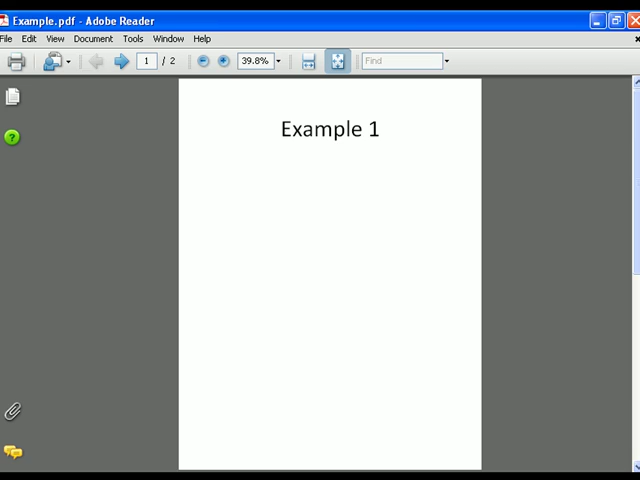 Example.pdf - Adobe Reader
File Edit View Document Tools Window Help
1 / 2 39.8% Find
Example 1